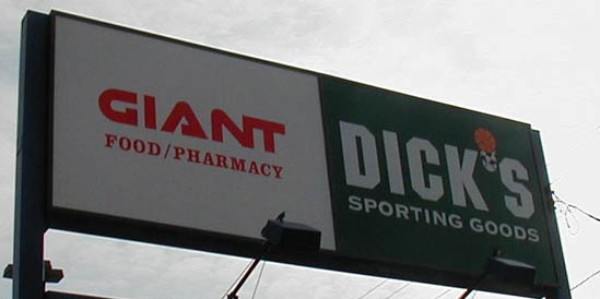 GIANT
FOOD/PHARMACY
DICK'S
SPORTING GOODS